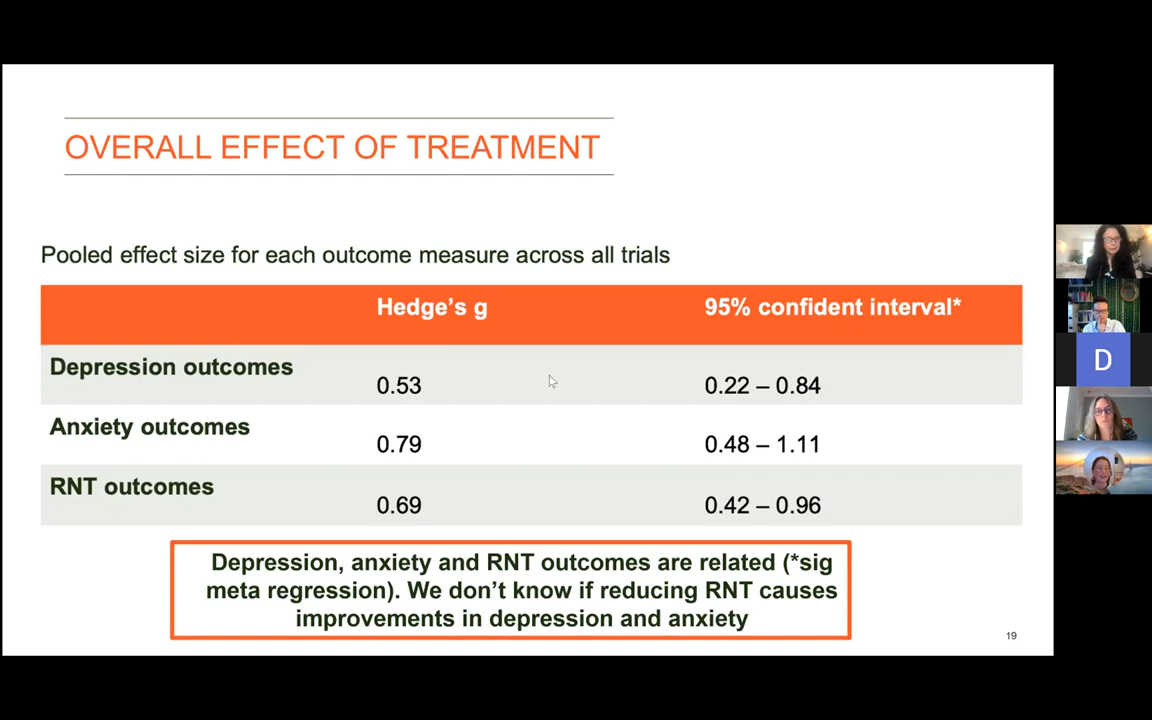 OVERALL EFFECT OF TREATMENT
Pooled effect size for each outcome measure across all trials
Hedge's g 95% confident interval*
Depression outcomes 0.53 0.22 – 0.84
Anxiety outcomes 0.79 0.48 – 1.11
RNT outcomes 0.69 0.42 – 0.96
Depression, anxiety and RNT outcomes are related (*sig
meta regression). We don't know if reducing RNT causes
improvements in depression and anxiety
19
D